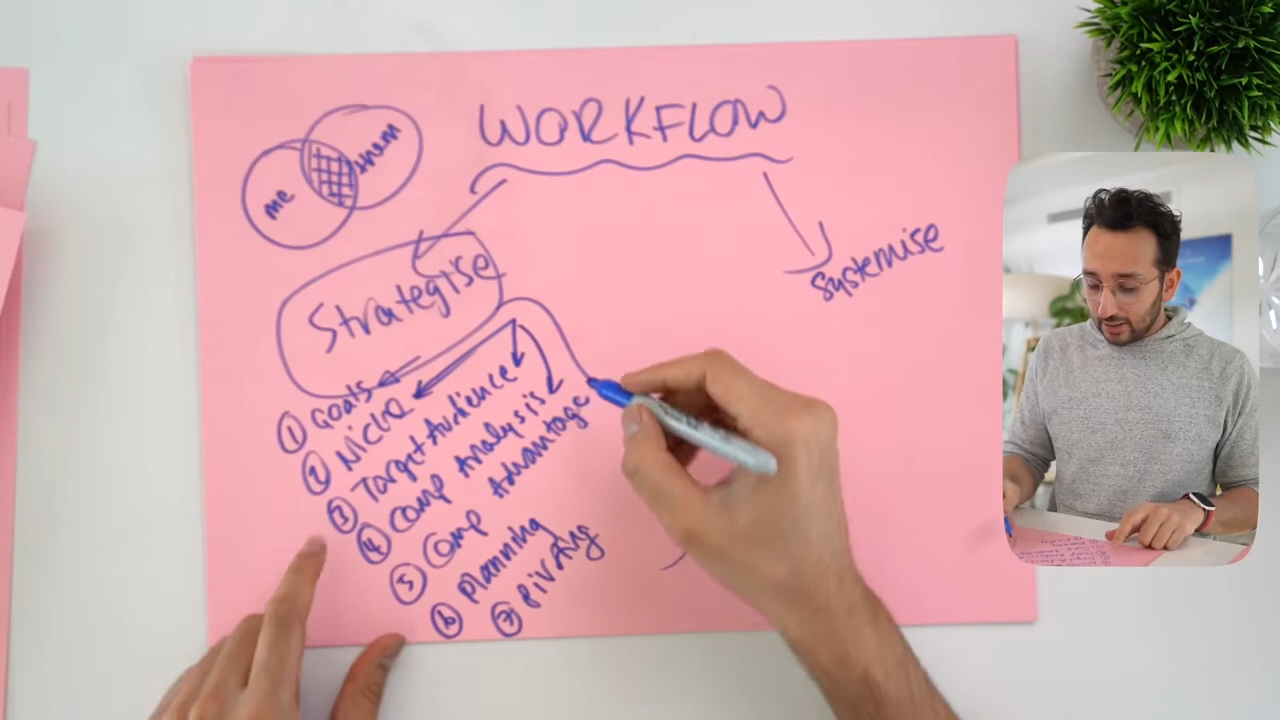 WORKFLOW
me
them
Strategise
Systemise
① Goals
② Niche
③ Target Audience
④ Comp Analysis
⑤ Comp Advantage
⑥ Planning
⑦ Pivoting